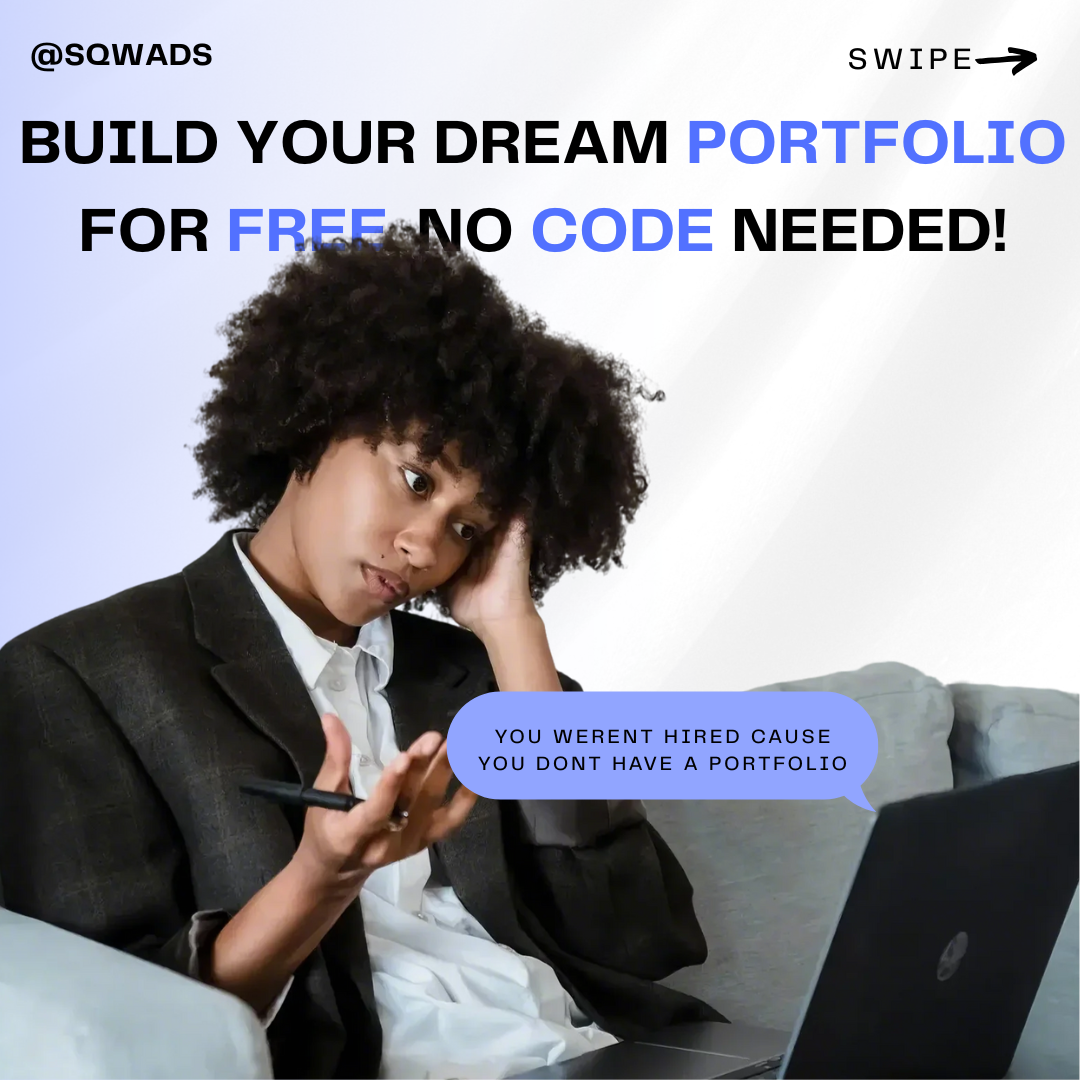 @SQWADS
SWIPE
BUILD YOUR DREAM PORTFOLIO
FOR FREE NO CODE NEEDED!
YOU WERENT HIRED CAUSE
YOU DONT HAVE A PORTFOLIO